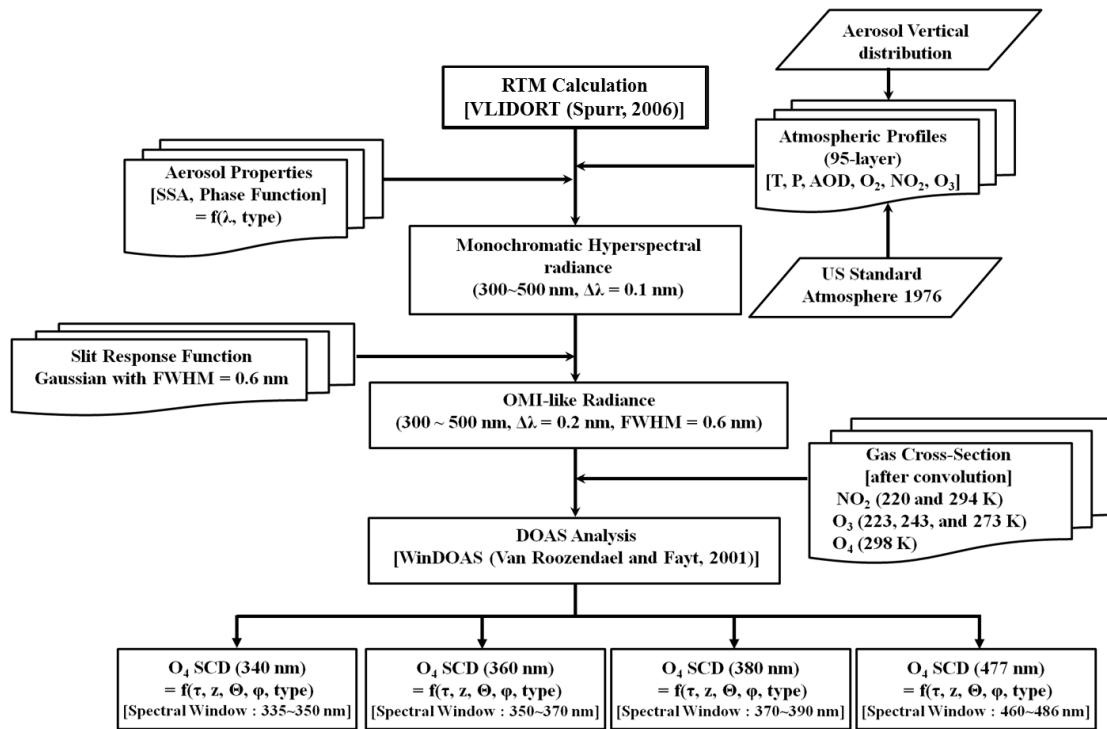 Aerosol Vertical
distribution
RTM Calculation
[VLIDORT (Spurr, 2006)]
Atmospheric Profiles
(95-layer)
[T, P, AOD, O₂, NO₂, O₃]
Aerosol Properties
[SSA, Phase Function]
= f(λ, type)
Monochromatic Hyperspectral
radiance
(300~500 nm, Δλ = 0.1 nm)
US Standard
Atmosphere 1976
Slit Response Function
Gaussian with FWHM = 0.6 nm
OMI-like Radiance
(300 ~ 500 nm, Δλ = 0.2 nm, FWHM = 0.6 nm)
Gas Cross-Section
[after convolution]
NO₂ (220 and 294 K)
O₃ (223, 243, and 273 K)
O₄ (298 K)
DOAS Analysis
[WinDOAS (Van Roozendael and Fayt, 2001)]
O₄ SCD (340 nm)
= f(τ, z, Θ, φ, type)
[Spectral Window : 335~350 nm]
O₄ SCD (360 nm)
= f(τ, z, Θ, φ, type)
[Spectral Window : 350~370 nm]
O₄ SCD (380 nm)
= f(τ, z, Θ, φ, type)
[Spectral Window : 370~390 nm]
O₄ SCD (477 nm)
= f(τ, z, Θ, φ, type)
[Spectral Window : 460~486 nm]